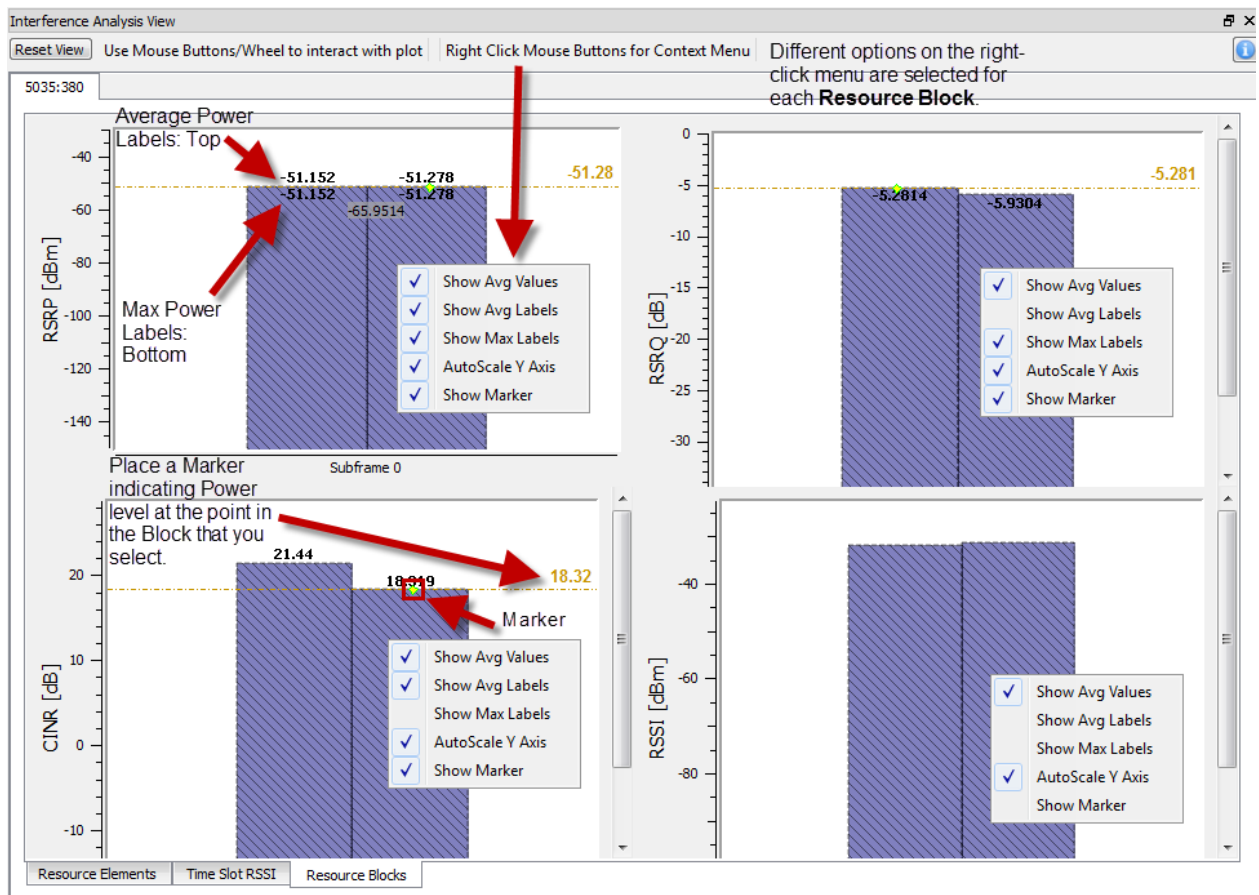 Interference Analysis View
Reset View Use Mouse Buttons/Wheel to interact with plot Right Click Mouse Buttons for Context Menu
Different options on the right-
click menu are selected for
each Resource Block.
5035:380
Average Power
Labels: Top
Max Power
Labels:
Bottom
RSRP [dBm]
-40
-60
-80
-100
-120
-140
-51.152
-51.278
-51.28
-51.152
-51.278
-65.9514
Show Avg Values
Show Avg Labels
Show Max Labels
AutoScale Y Axis
Show Marker
Subframe 0
RSRQ [dB]
0
-5
-10
-15
-20
-25
-30
-5.281
-5.2814
-5.9304
Show Avg Values
Show Avg Labels
Show Max Labels
AutoScale Y Axis
Show Marker
Place a Marker
indicating Power
level at the point in
the Block that you
select.
CINR [dB]
20
10
0
-10
21.44
18.319
18.32
Marker
Show Avg Values
Show Avg Labels
Show Max Labels
AutoScale Y Axis
Show Marker
RSSI [dBm]
-40
-60
-80
Show Avg Values
Show Avg Labels
Show Max Labels
AutoScale Y Axis
Show Marker
Resource Elements Time Slot RSSI Resource Blocks